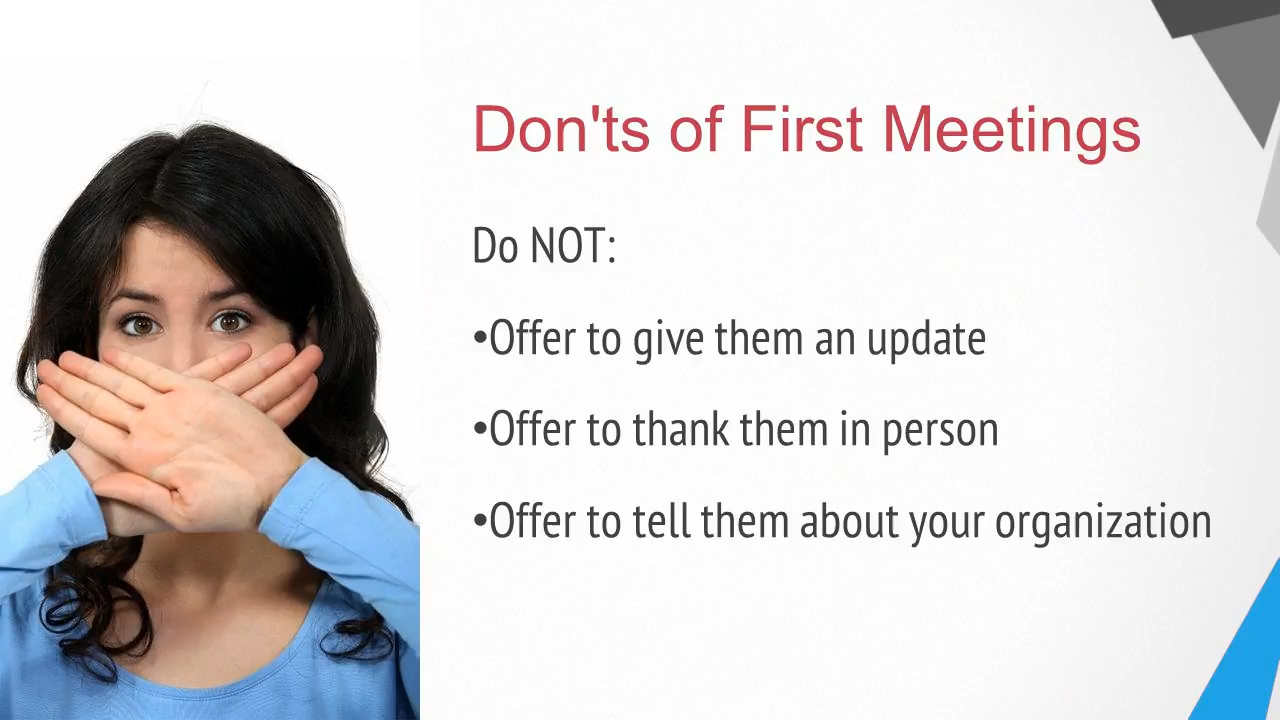 Don'ts of First Meetings
Do NOT:
•Offer to give them an update
•Offer to thank them in person
•Offer to tell them about your organization